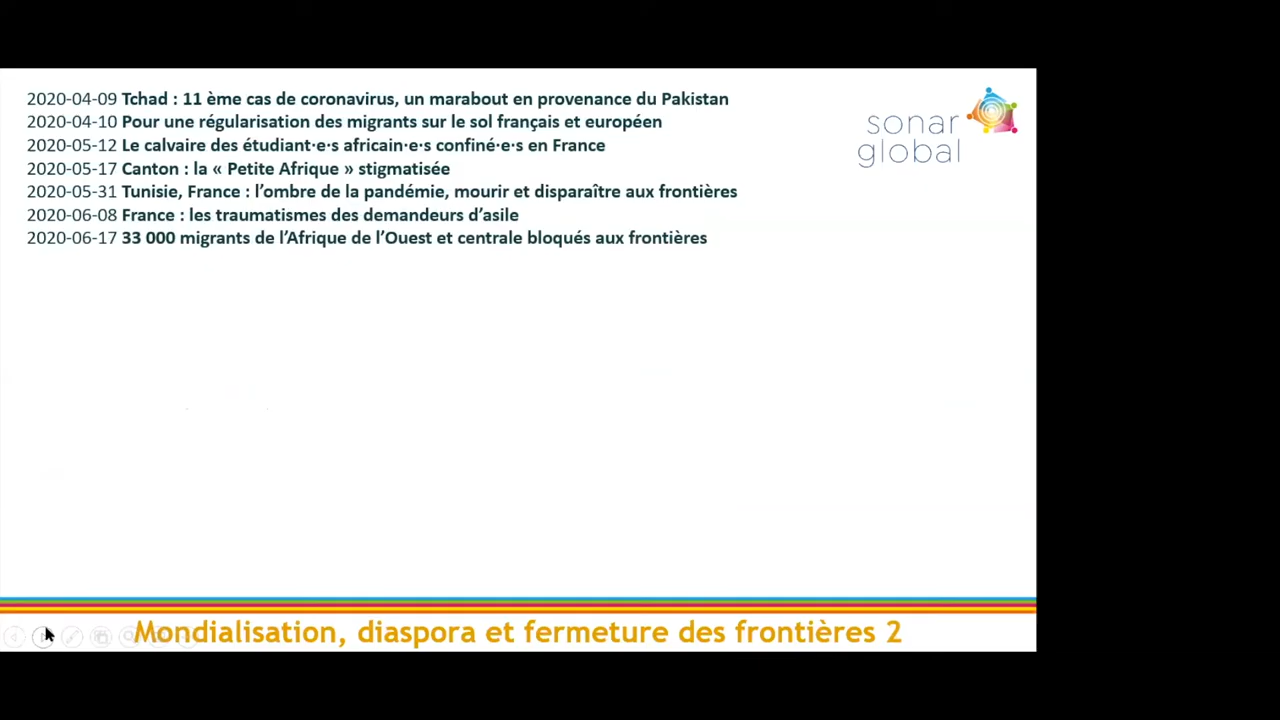 2020-04-09 Tchad : 11 ème cas de coronavirus, un marabout en provenance du Pakistan
2020-04-10 Pour une régularisation des migrants sur le sol français et européen
2020-05-12 Le calvaire des étudiant·e·s africain·e·s confiné·e·s en France
2020-05-17 Canton : la « Petite Afrique » stigmatisée
2020-05-31 Tunisie, France : l’ombre de la pandémie, mourir et disparaître aux frontières
2020-06-08 France : les traumatismes des demandeurs d’asile
2020-06-17 33 000 migrants de l’Afrique de l’Ouest et centrale bloqués aux frontières
sonar
global
Mondialisation, diaspora et fermeture des frontières 2